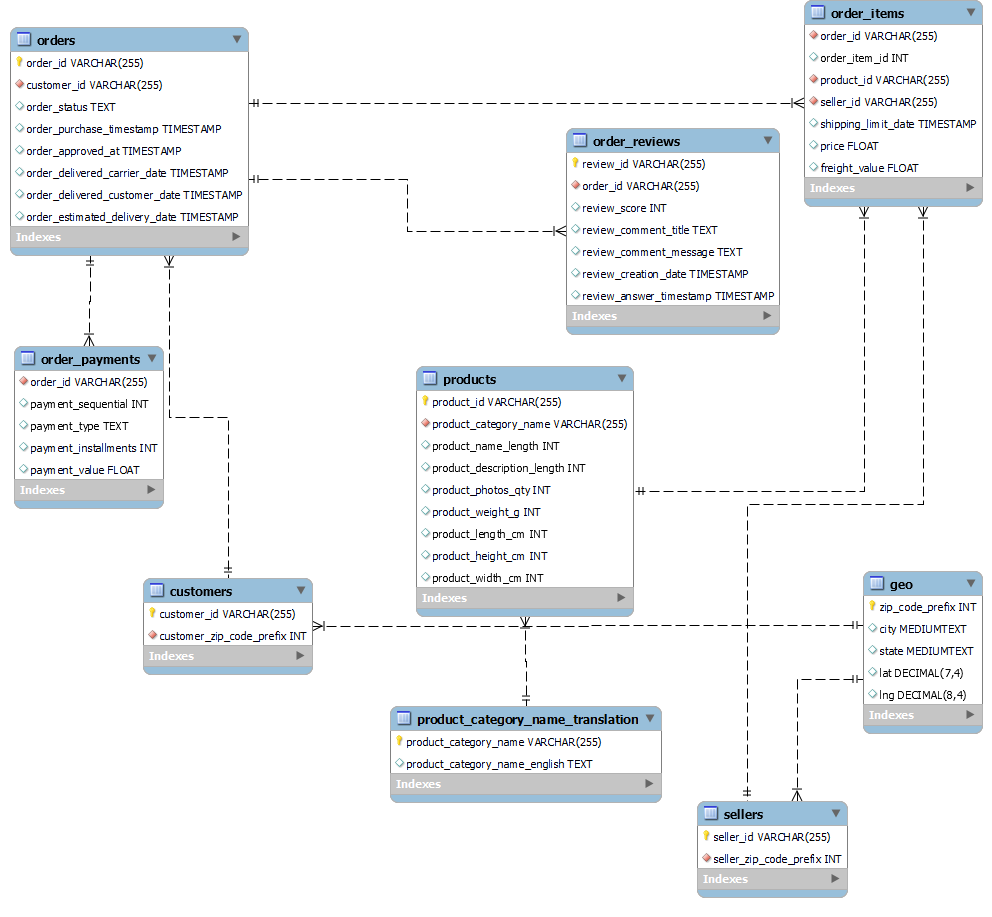 orders
order_id VARCHAR(255)
customer_id VARCHAR(255)
order_status TEXT
order_purchase_timestamp TIMESTAMP
order_approved_at TIMESTAMP
order_delivered_carrier_date TIMESTAMP
order_delivered_customer_date TIMESTAMP
order_estimated_delivery_date TIMESTAMP
Indexes
order_items
order_id VARCHAR(255)
order_item_id INT
product_id VARCHAR(255)
seller_id VARCHAR(255)
shipping_limit_date TIMESTAMP
price FLOAT
freight_value FLOAT
Indexes
order_reviews
review_id VARCHAR(255)
order_id VARCHAR(255)
review_score INT
review_comment_title TEXT
review_comment_message TEXT
review_creation_date TIMESTAMP
review_answer_timestamp TIMESTAMP
Indexes
order_payments
order_id VARCHAR(255)
payment_sequential INT
payment_type TEXT
payment_installments INT
payment_value FLOAT
Indexes
products
product_id VARCHAR(255)
product_category_name VARCHAR(255)
product_name_length INT
product_description_length INT
product_photos_qty INT
product_weight_g INT
product_length_cm INT
product_height_cm INT
product_width_cm INT
Indexes
customers
customer_id VARCHAR(255)
customer_zip_code_prefix INT
Indexes
geo
zip_code_prefix INT
city MEDIUMTEXT
state MEDIUMTEXT
lat DECIMAL(7,4)
lng DECIMAL(8,4)
Indexes
product_category_name_translation
product_category_name VARCHAR(255)
product_category_name_english TEXT
Indexes
sellers
seller_id VARCHAR(255)
seller_zip_code_prefix INT
Indexes